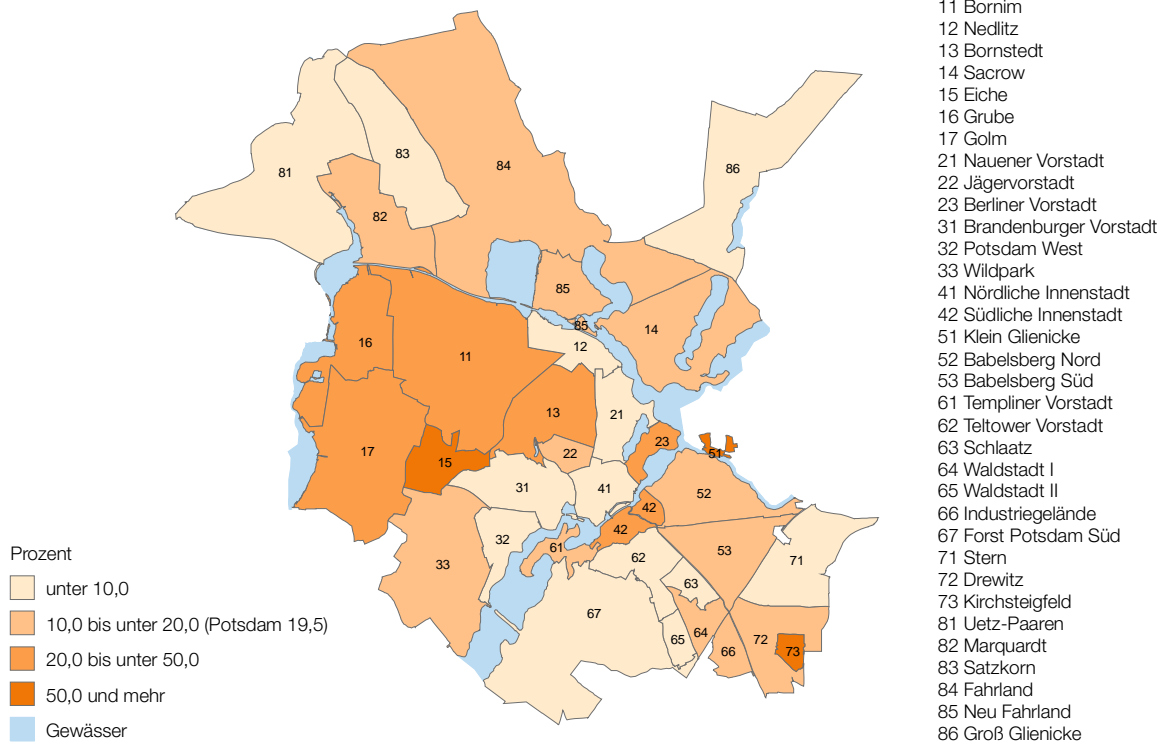 11 Bornim
12 Nedlitz
13 Bornstedt
14 Sacrow
15 Eiche
16 Grube
17 Golm
21 Nauener Vorstadt
22 Jägervorstadt
23 Berliner Vorstadt
31 Brandenburger Vorstadt
32 Potsdam West
33 Wildpark
41 Nördliche Innenstadt
42 Südliche Innenstadt
51 Klein Glienicke
52 Babelsberg Nord
53 Babelsberg Süd
61 Templiner Vorstadt
62 Teltower Vorstadt
63 Schlaatz
64 Waldstadt I
65 Waldstadt II
66 Industriegelände
67 Forst Potsdam Süd
71 Stern
72 Drewitz
73 Kirchsteigfeld
81 Uetz-Paaren
82 Marquardt
83 Satzkorn
84 Fahrland
85 Neu Fahrland
86 Groß Glienicke
81
83
84
86
82
85
85
14
12
16
11
13
21
17
15
22
23
51
31
41
52
42
42
32
61
53
71
33
62
63
67
65
64
66
72
73
Prozent
unter 10,0
10,0 bis unter 20,0 (Potsdam 19,5)
20,0 bis unter 50,0
50,0 und mehr
Gewässer